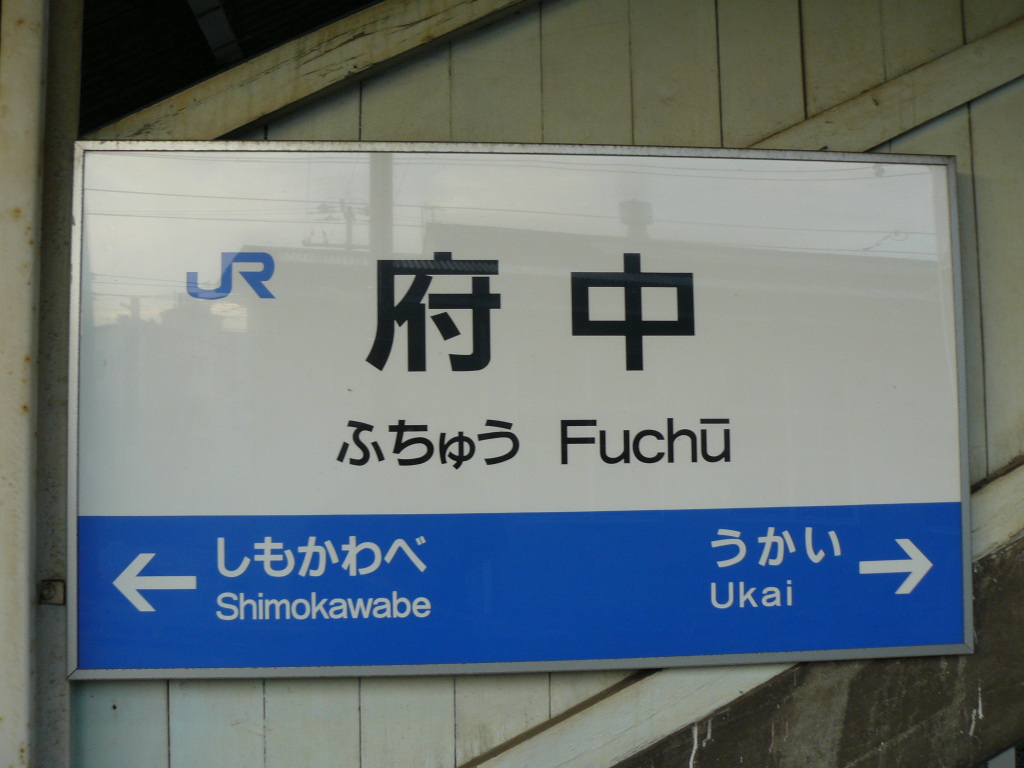 JR
府中
ふちゅう Fuchū
しもかわべ
Shimokawabe
うかい
Ukai